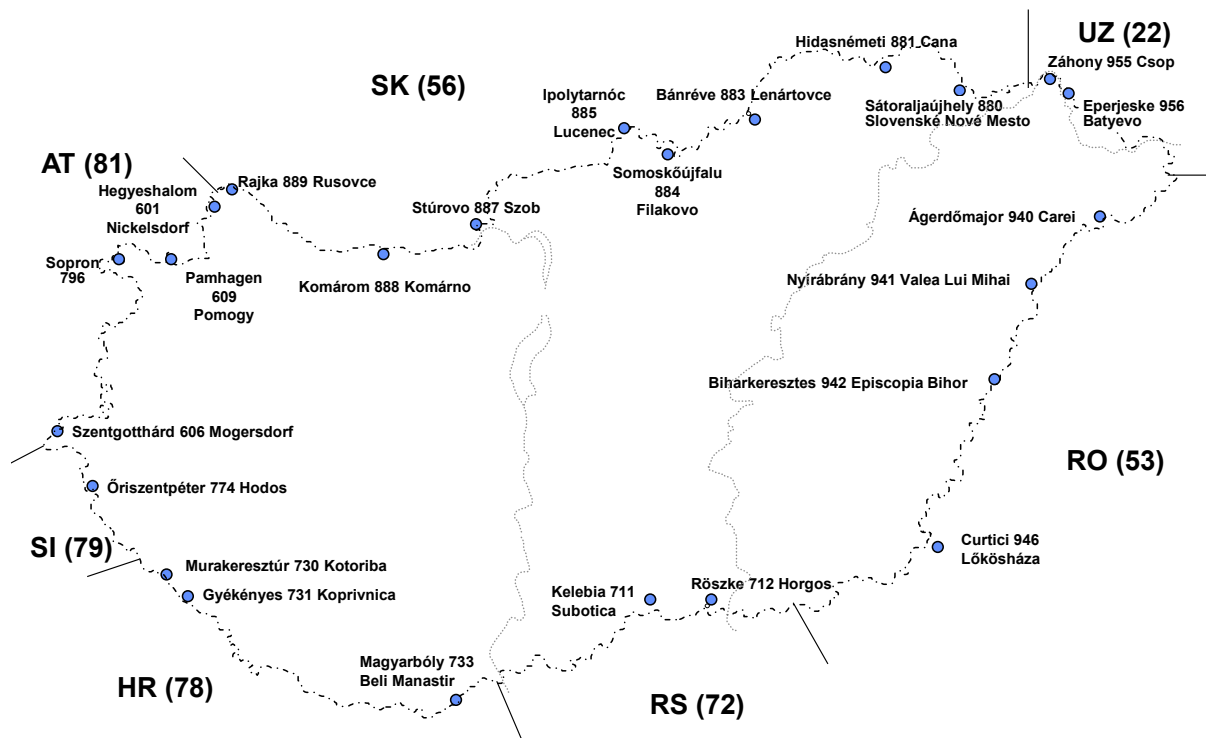 UZ (22)
Hidasnémeti 881 Cana
Záhony 955 Csop
SK (56)
Ipolytarnóc
885
Lucenec
Bánréve 883 Lenártovce
Sátoraljaújhely 880
Slovenské Nové Mesto
Eperjeske 956
Batyevo
AT (81)
Somoskőújfalu
884
Filakovo
Hegyeshalom
601
Nickelsdorf
Rajka 889 Rusovce
Stúrovo 887 Szob
Ágerdőmajor 940 Carei
Sopron
796
Pamhagen
609
Pomogy
Komárom 888 Komárno
Nyírábrány 941 Valea Lui Mihai
Biharkeresztes 942 Episcopia Bihor
Szentgotthárd 606 Mogersdorf
RO (53)
Őriszentpéter 774 Hodos
SI (79)
Curtici 946
Lőkösháza
Murakeresztúr 730 Kotoriba
Gyékényes 731 Koprivnica
Kelebia 711
Subotica
Röszke 712 Horgos
Magyarbóly 733
Beli Manastir
HR (78)
RS (72)